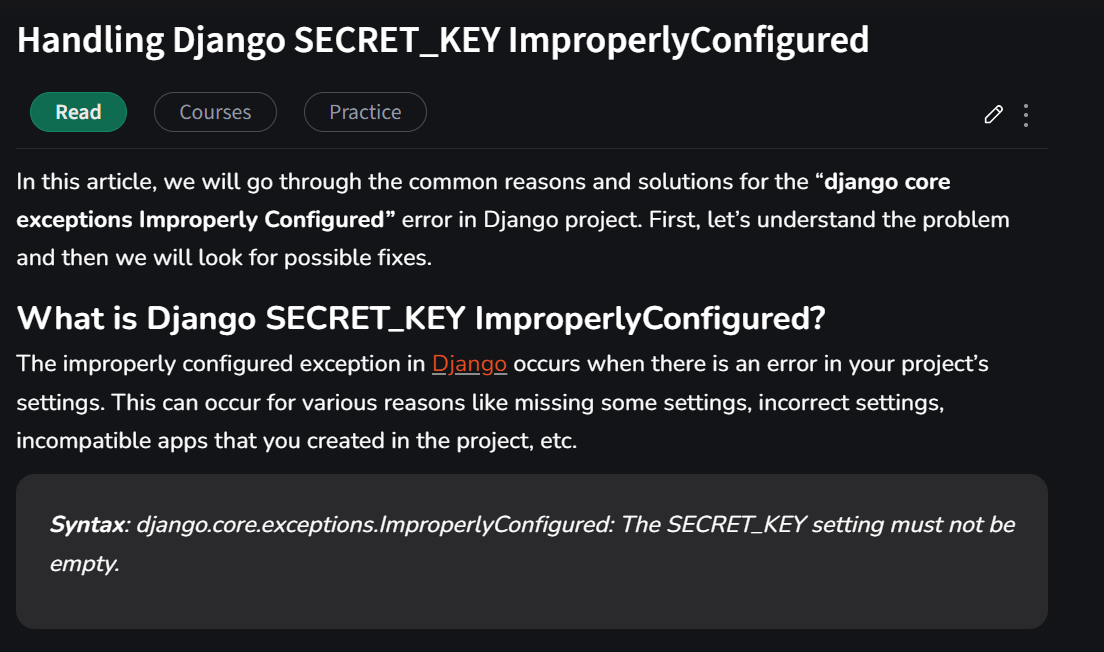 Handling Django SECRET_KEY ImproperlyConfigured
Read
Courses
Practice
In this article, we will go through the common reasons and solutions for the “django core
exceptions Improperly Configured” error in Django project. First, let’s understand the problem
and then we will look for possible fixes.
What is Django SECRET_KEY ImproperlyConfigured?
The improperly configured exception in Django occurs when there is an error in your project’s
settings. This can occur for various reasons like missing some settings, incorrect settings,
incompatible apps that you created in the project, etc.
Syntax: django.core.exceptions.ImproperlyConfigured: The SECRET_KEY setting must not be
empty.